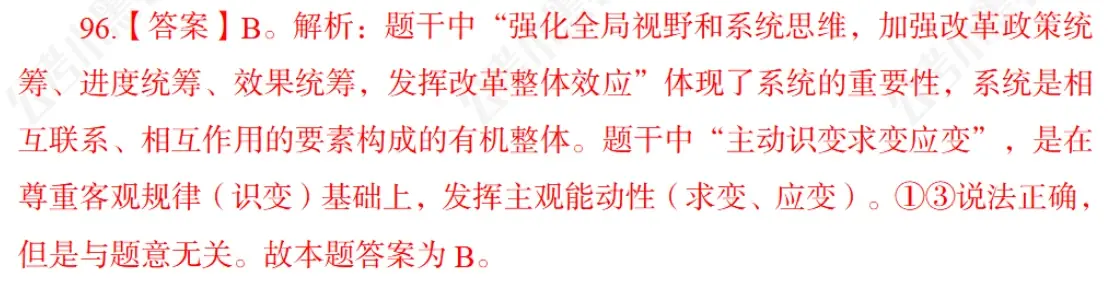 96.【答案】B。解析：题干中“强化全局视野和系统思维，加强改革政策统
筹、进度统筹、效果统筹，发挥改革整体效应”体现了系统的重要性，系统是相
互联系、相互作用的要素构成的有机整体。题干中“主动识变求变应变”，是在
尊重客观规律（识变）基础上，发挥主观能动性（求变、应变）。①③说法正确，
但是与题意无关。故本题答案为 B。